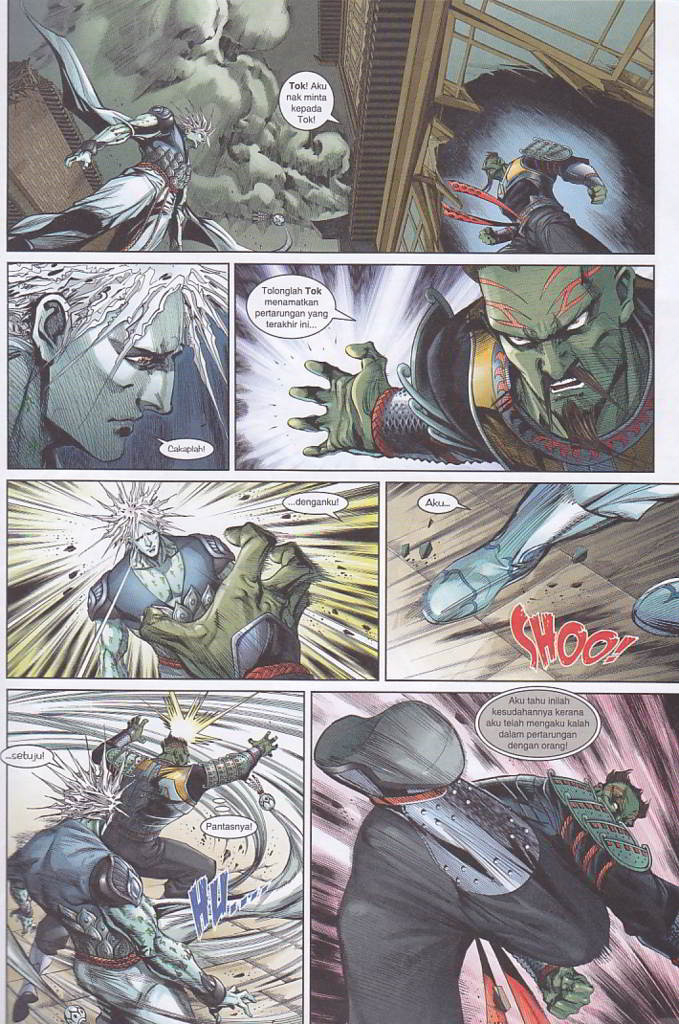 Tok! Aku
nak minta
kepada
Tok!
Cakaplah!
Tolonglah Tok
menamatkan
pertarungan yang
terakhir ini...
...denganku!
Aku...
SHOO!
...setuju!
Pantasnya!
HU......
Aku tahu inilah
kesudahannya kerana
aku telah mengaku kalah
dalam pertarungan
dengan orang!